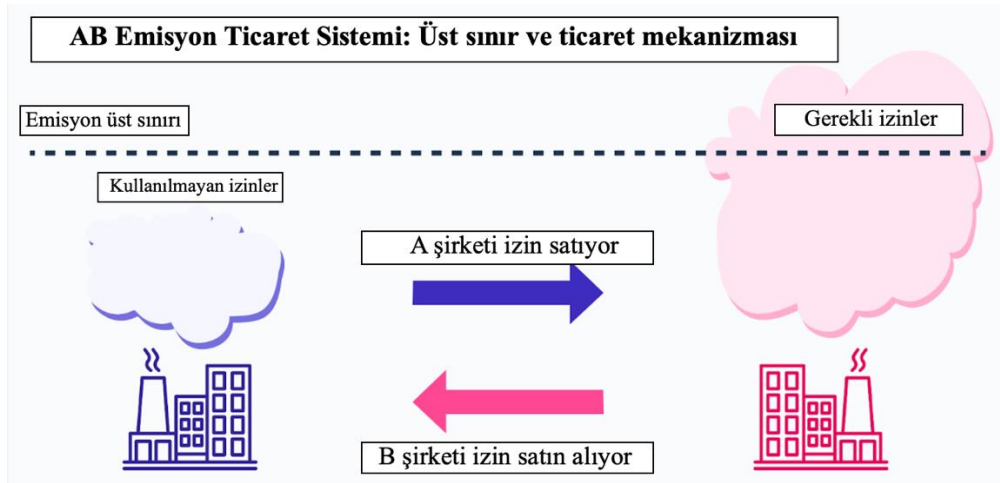 AB Emisyon Ticaret Sistemi: Üst sınır ve ticaret mekanizması
Emisyon üst sınırı
Gerekli izinler
Kullanılmayan izinler
A şirketi izin satıyor
B şirketi izin satın alıyor